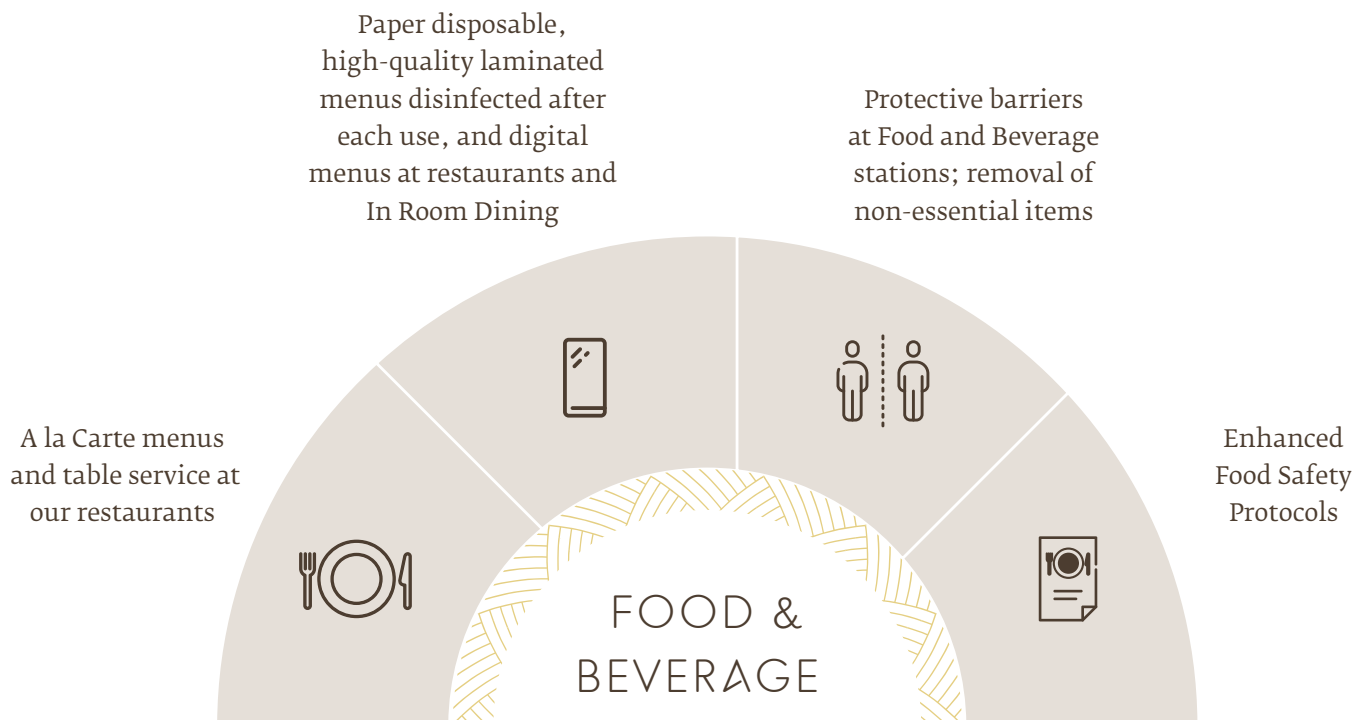 Paper disposable,
high-quality laminated
menus disinfected after
each use, and digital
menus at restaurants and
In Room Dining
Protective barriers
at Food and Beverage
stations; removal of
non-essential items
A la Carte menus
and table service at
our restaurants
Enhanced
Food Safety
Protocols
FOOD &
BEVERAGE